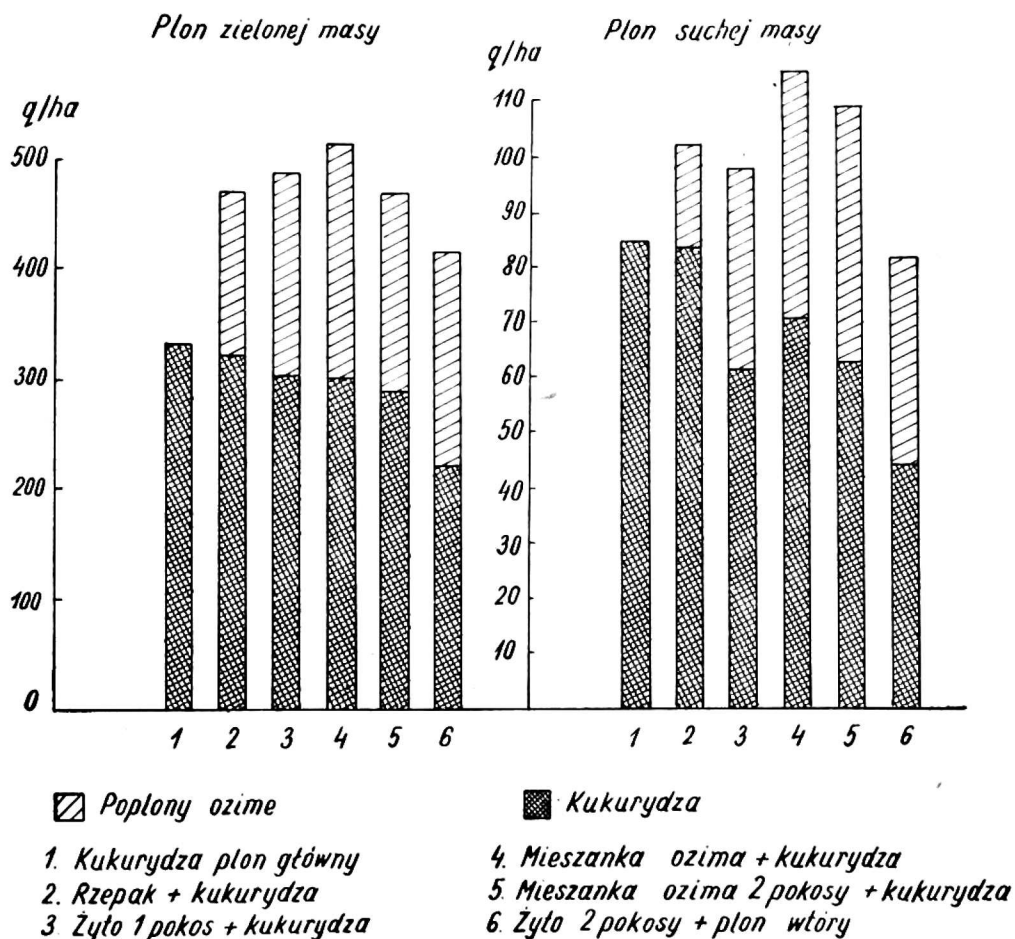 Plon zielonej masy
q/ha
500
400
300
200
100
0
1 2 3 4 5 6
Plon suchej masy
q/ha
110
100
90
80
70
60
50
40
30
20
10
1 2 3 4 5 6
Poplony ozime
Kukurydza
1. Kukurydza plon główny
2. Rzepak + kukurydza
3. Żyto 1 pokos + kukurydza
4. Mieszanka ozima + kukurydza
5. Mieszanka ozima 2 pokosy + kukurydza
6. Żyto 2 pokosy + plon wtóry